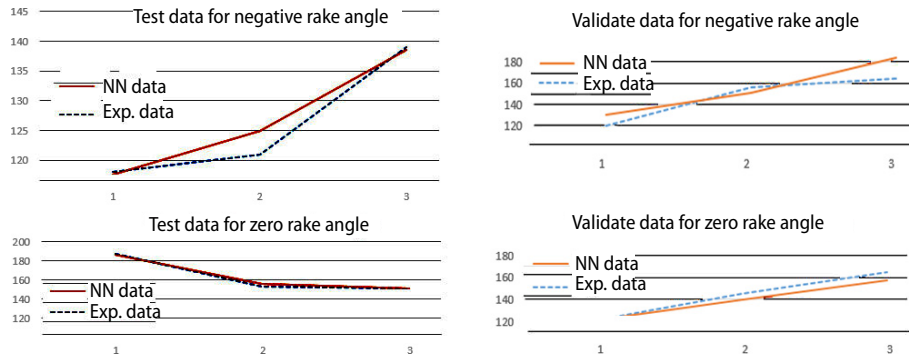 Test data for negative rake angle
145
140
135
130
125
120
NN data
Exp. data
1 2 3
Validate data for negative rake angle
180
160
140
120
NN data
Exp. data
1 2 3
Test data for zero rake angle
200
180
160
140
120
NN data
Exp. data
1 2 3
Validate data for zero rake angle
180
160
140
120
NN data
Exp. data
1 2 3